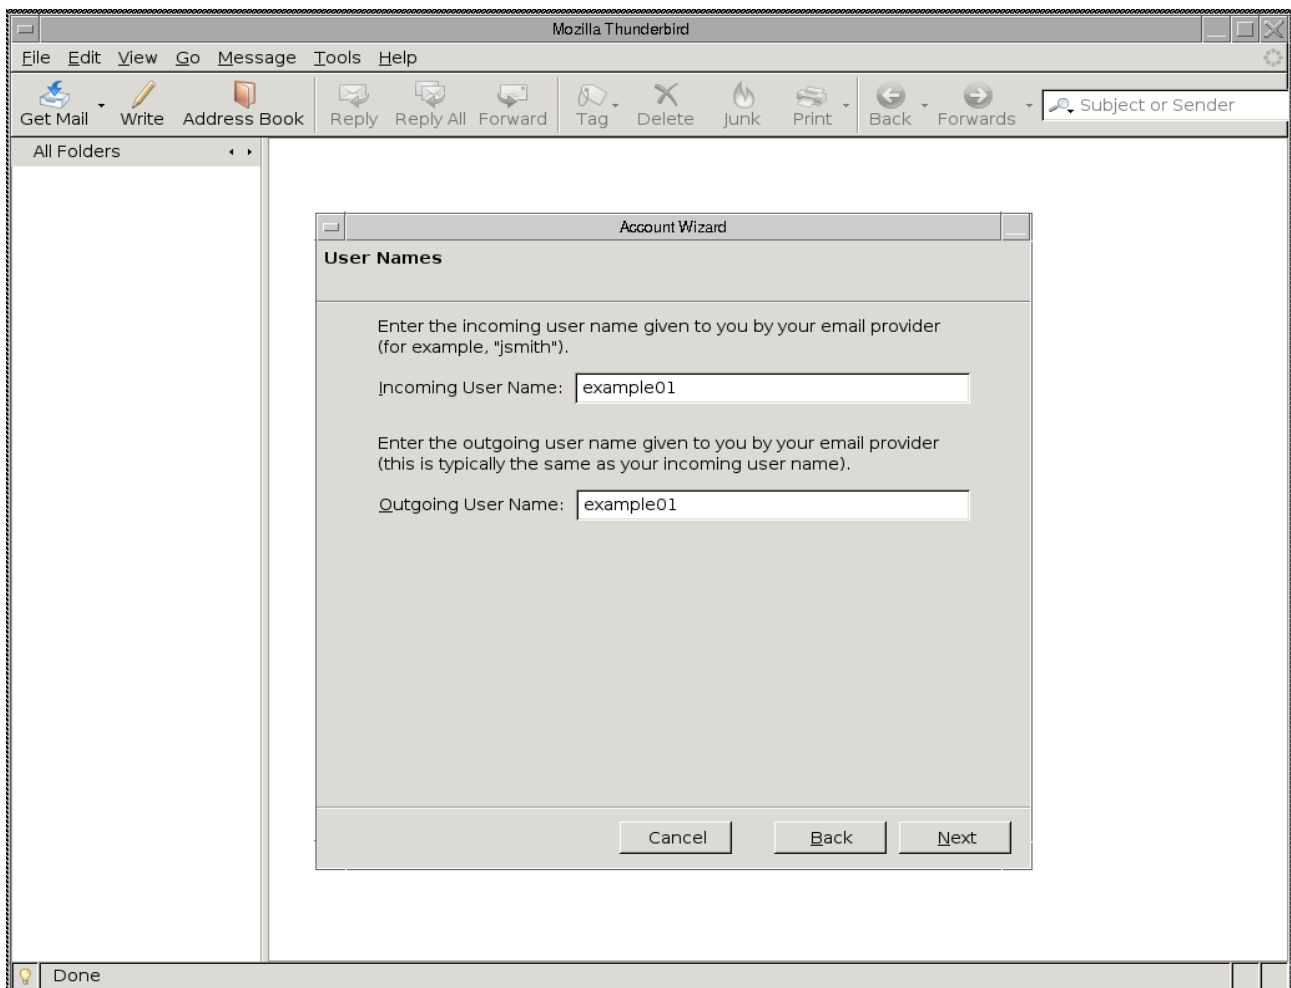 Mozilla Thunderbird
File Edit View Go Message Tools Help
Get Mail Write Address Book Reply Reply All Forward Tag Delete Junk Print Back Forwards Subject or Sender
All Folders
Account Wizard
User Names
Enter the incoming user name given to you by your email provider
(for example, "jsmith").
Incoming User Name: example01
Enter the outgoing user name given to you by your email provider
(this is typically the same as your incoming user name).
Outgoing User Name: example01
Cancel Back Next
Done